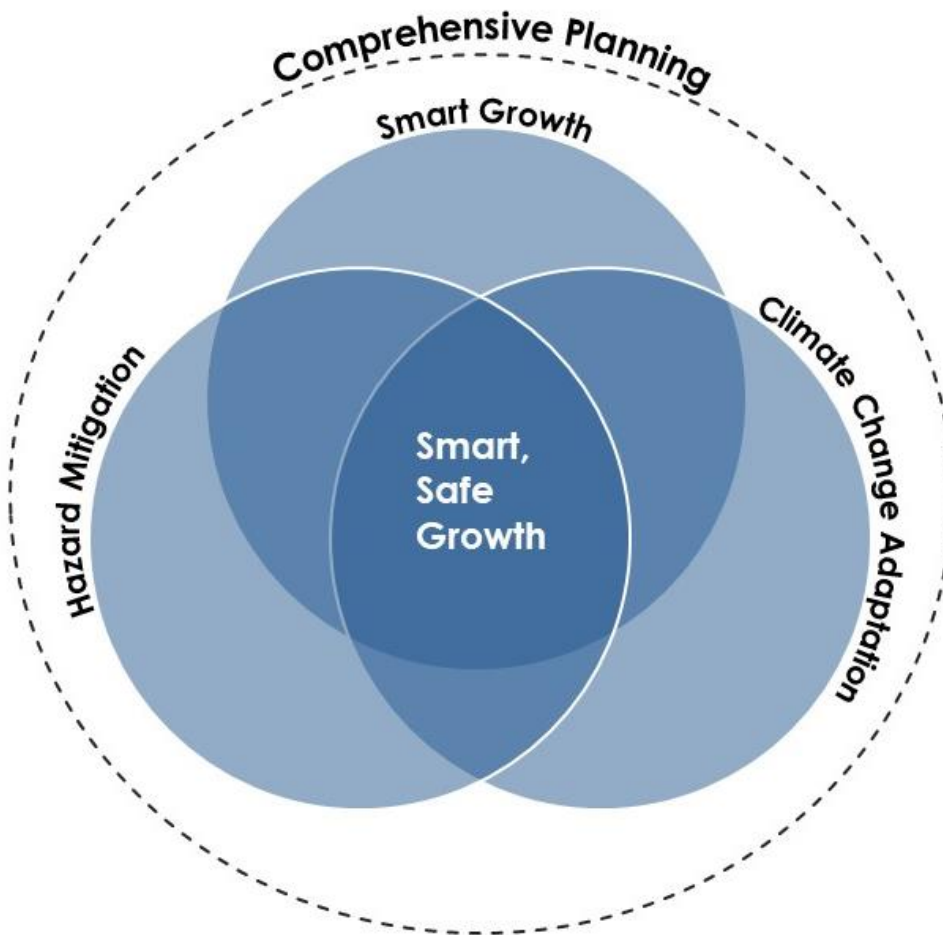 Comprehensive Planning
Smart Growth
Hazard Mitigation
Climate Change Adaptation
Smart,
Safe
Growth